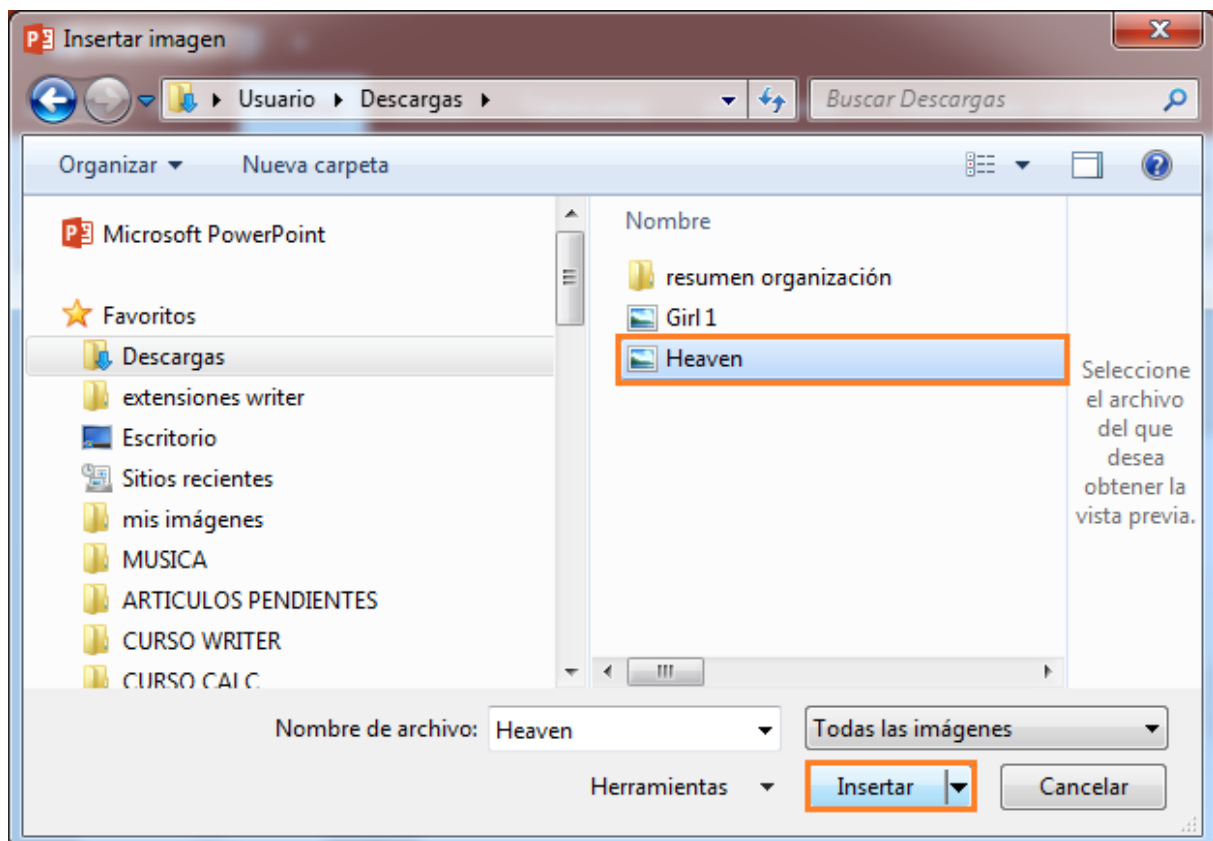 Insertar imagen
Usuario Descargas
Buscar Descargas
Organizar
Nueva carpeta
Microsoft PowerPoint
Favoritos
Descargas
extensiones writer
Escritorio
Sitios recientes
mis imágenes
MUSICA
ARTICULOS PENDIENTES
CURSO WRITER
CURSO CALC
Nombre
resumen organización
Girl 1
Heaven
Seleccione
el archivo
del que
desea
obtener la
vista previa.
Nombre de archivo: Heaven
Todas las imágenes
Herramientas
Insertar
Cancelar